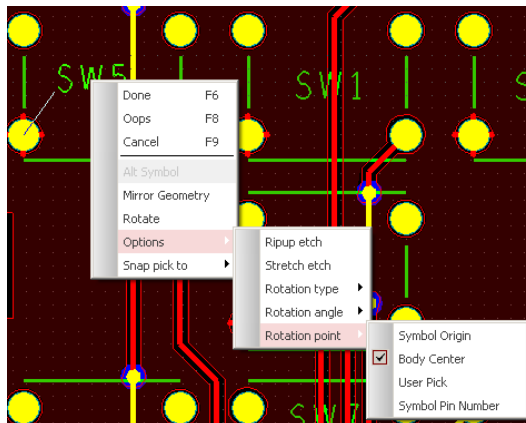 SW5
SW1
S
Done F6
Oops F8
Cancel F9
Alt Symbol
Mirror Geometry
Rotate
Options
Snap pick to
Ripup etch
Stretch etch
Rotation type
Rotation angle
Rotation point
Symbol Origin
Body Center
User Pick
Symbol Pin Number
SW7